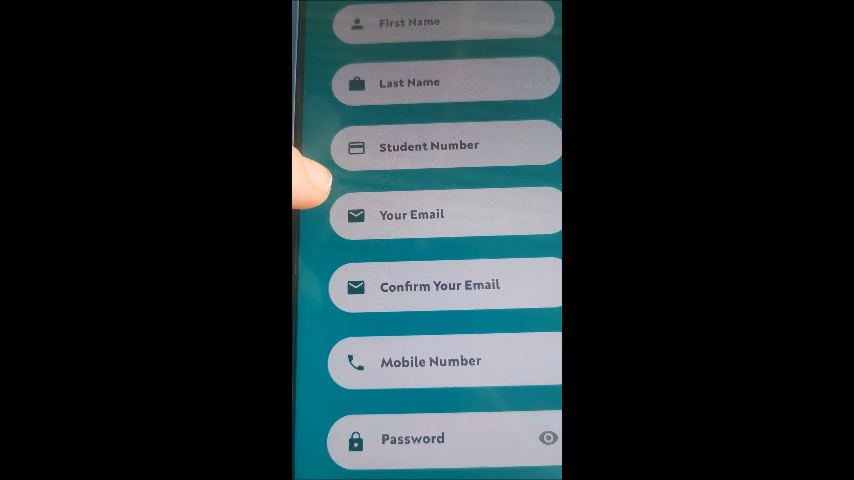 First Name
Last Name
Student Number
Your Email
Confirm Your Email
Mobile Number
Password